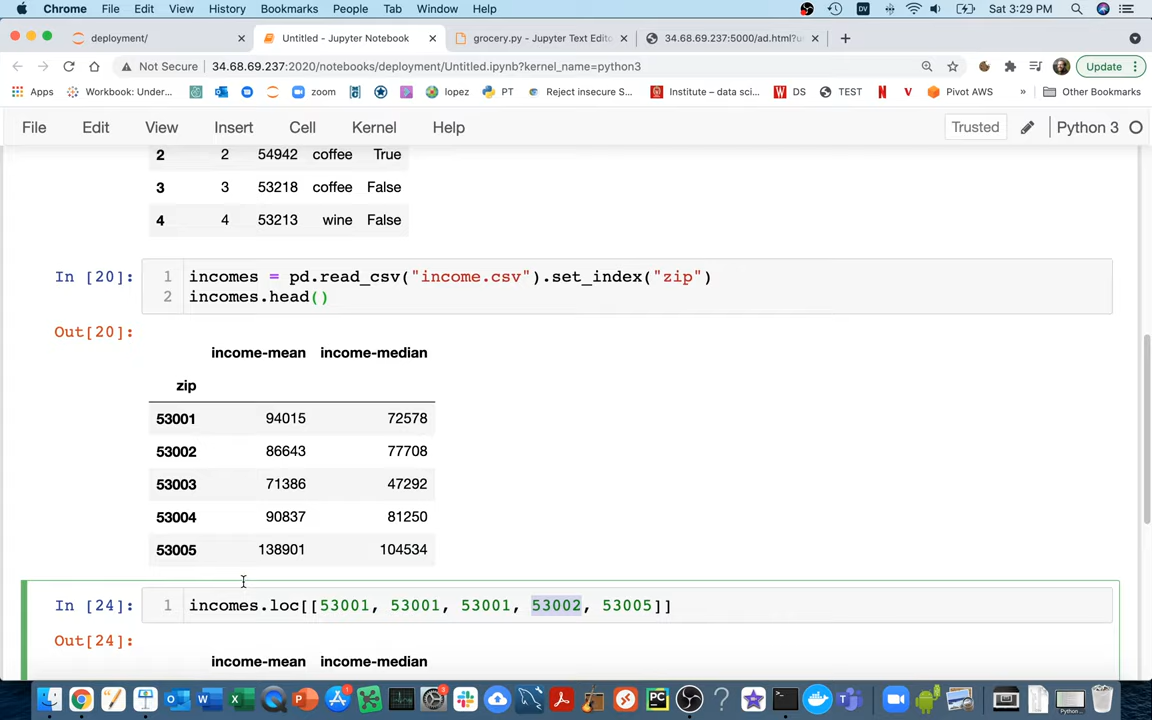 Chrome File Edit View History Bookmarks People Tab Window Help Sat 3:29 PM
deployment/ Untitled - Jupyter Notebook grocery.py - Jupyter Text Edito 34.68.69.237:5000/ad.html?u
Not Secure 34.68.69.237:2020/notebooks/deployment/Untitled.ipynb?kernel_name=python3 Update
Apps Workbook: Under... zoom lopez PT Reject insecure S... Institute – data sci... DS TEST Pivot AWS » Other Bookmarks
File Edit View Insert Cell Kernel Help Trusted Python 3
2 2 54942 coffee True
3 3 53218 coffee False
4 4 53213 wine False
In [20]: 1 incomes = pd.read_csv("income.csv").set_index("zip")
2 incomes.head()
Out[20]:
income-mean income-median
zip
53001 94015 72578
53002 86643 77708
53003 71386 47292
53004 90837 81250
53005 138901 104534
In [24]: 1 incomes.loc[[53001, 53001, 53001, 53002, 53005]]
Out[24]:
income-mean income-median